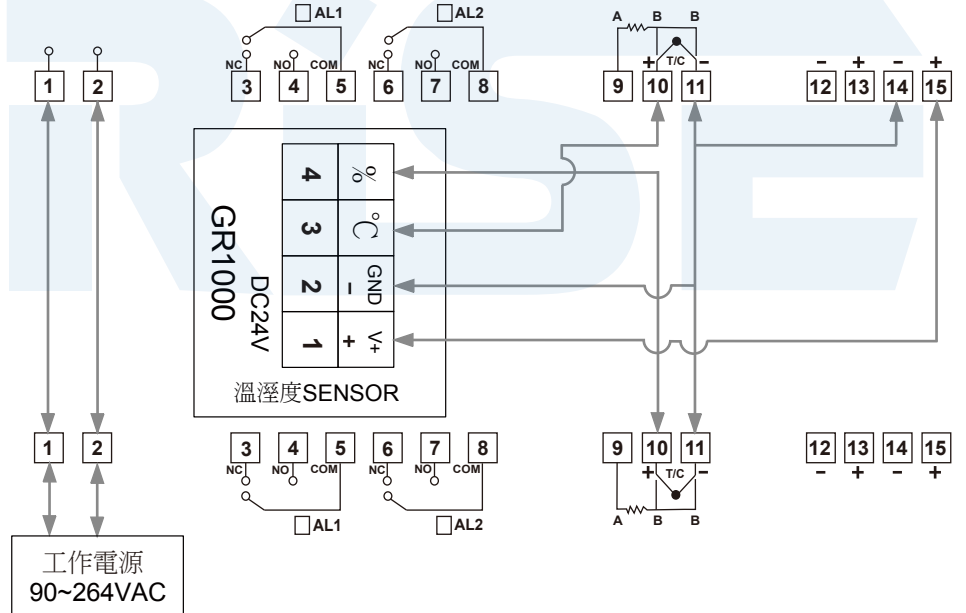 RiSE
AL1
AL2
NC NO COM NC NO COM
1 2 3 4 5 6 7 8
A B B
+ T/C −
9 10 11
− + − +
12 13 14 15
GR1000
DC24V
4 %
3 °C
2 − GND
1 + V+
溫溼度SENSOR
1 2 3 4 5 6 7 8
NC NO COM NC NO COM
AL1
AL2
9 10 11
+ T/C −
A B B
12 13 14 15
− + − +
工作電源
90~264VAC